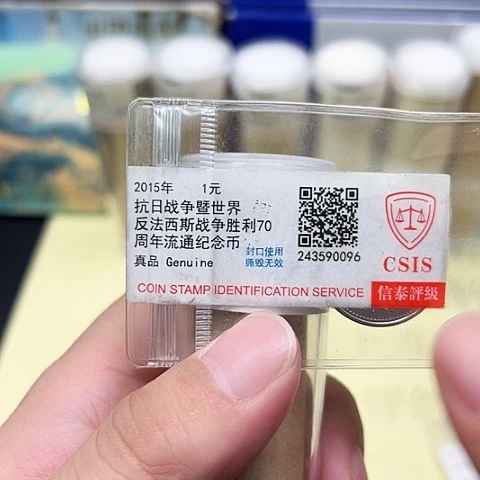 2015年 1元
抗日战争暨世界
反法西斯战争胜利70
周年流通纪念币
真品 Genuine
封口使用
撕毁无效
243590096
CSIS
COIN STAMP IDENTIFICATION SERVICE
信泰評級